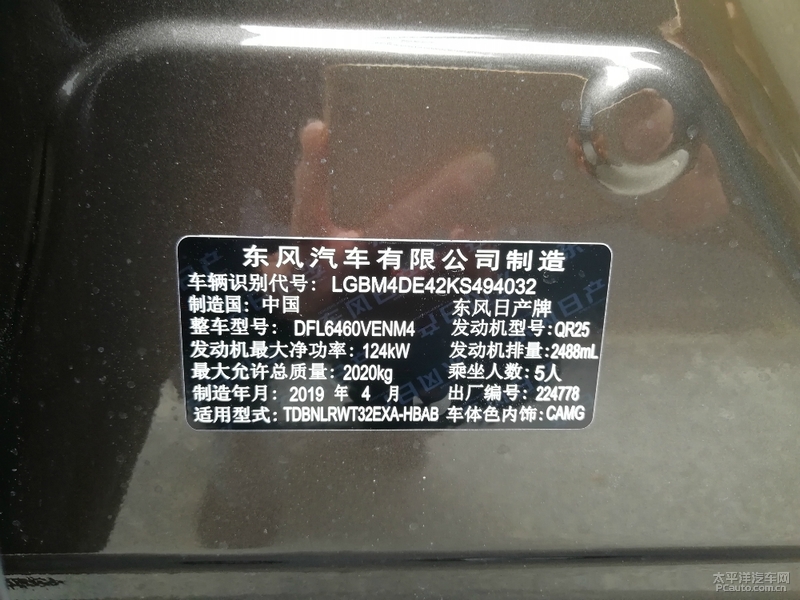 东风汽车有限公司制造
车辆识别代号: LGBM4DE42KS494032
制造国: 中国 东风日产牌
整车型号: DFL6460VENM4 发动机型号: QR25
发动机最大净功率: 124kW 发动机排量: 2488mL
最大允许总质量: 2020kg 乘坐人数: 5人
制造年月: 2019 年 4 月 出厂编号: 224778
适用型式: TDBNLRWT32EXA-HBAB 车体色内饰: CAMG
太平洋汽车网
PCauto.com.cn